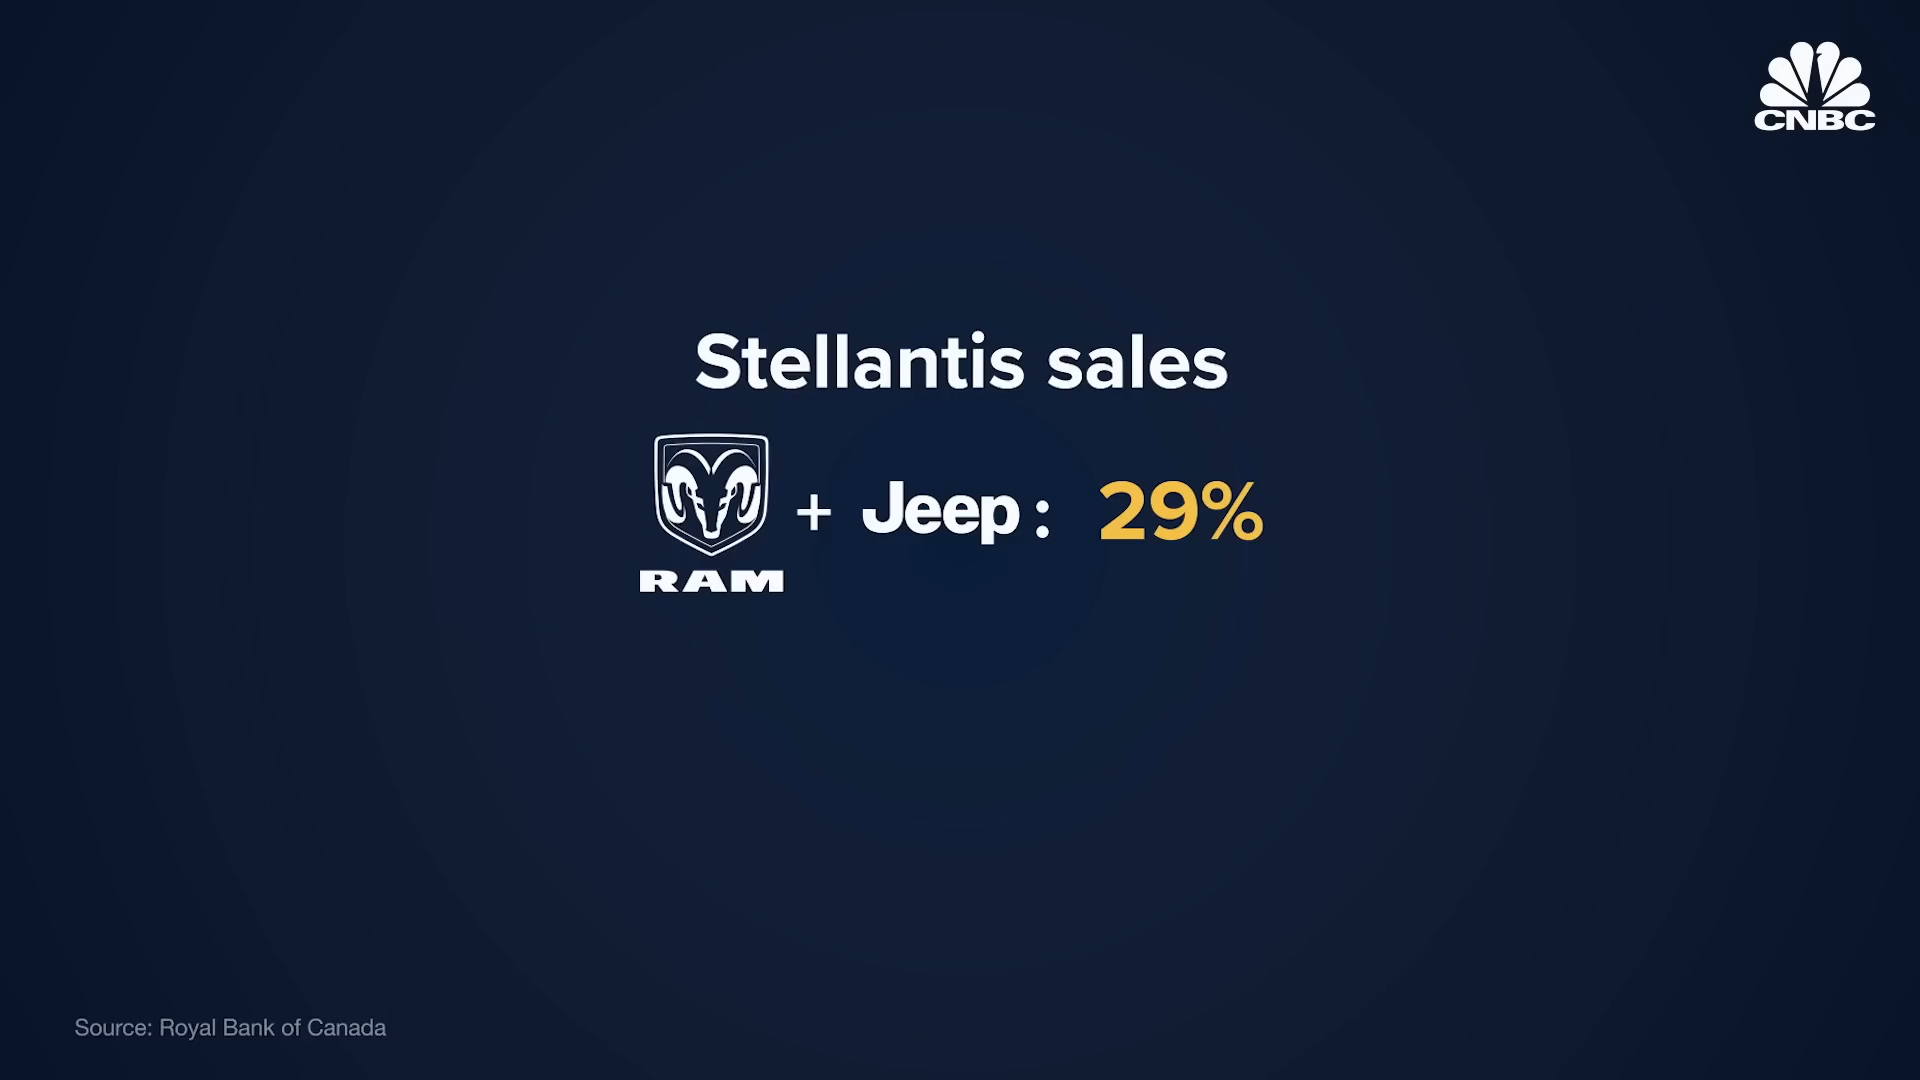 CNBC
Stellantis sales
RAM + Jeep : 29%
Source: Royal Bank of Canada